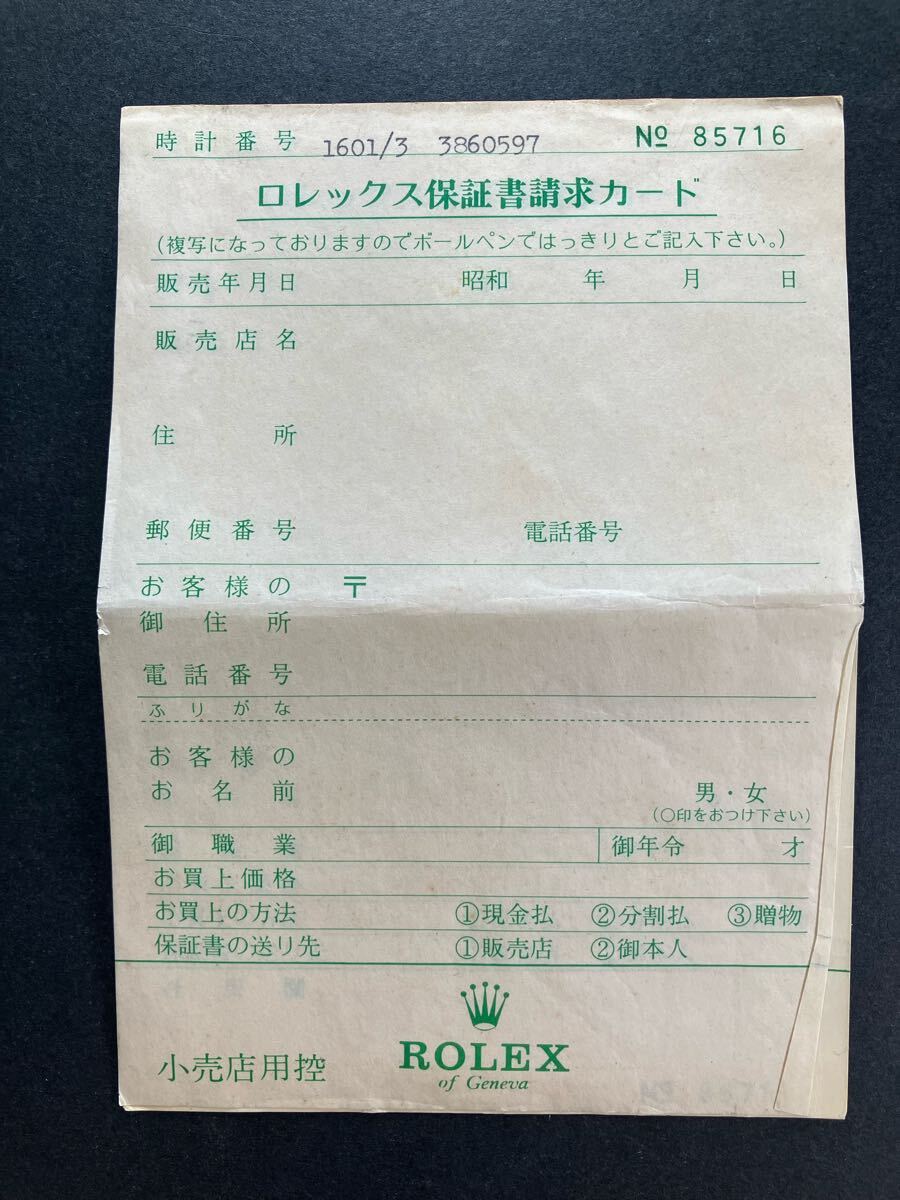 時計番号 1601/3 3860597 No 85716
ロレックス保証書請求カード
(複写になっておりますのでボールペンではっきりとご記入下さい。)
販売年月日 昭和 年 月 日
販売店名
住所
郵便番号 電話番号
お客様の 〒
御住所
電話番号
ふりがな
お客様の
お名前 男・女
(○印をおつけ下さい)
御職業 御年令 才
お買上価格
お買上の方法 ①現金払 ②分割払 ③贈物
保証書の送り先 ①販売店 ②御本人
小売店用控 ROLEX
of Geneva